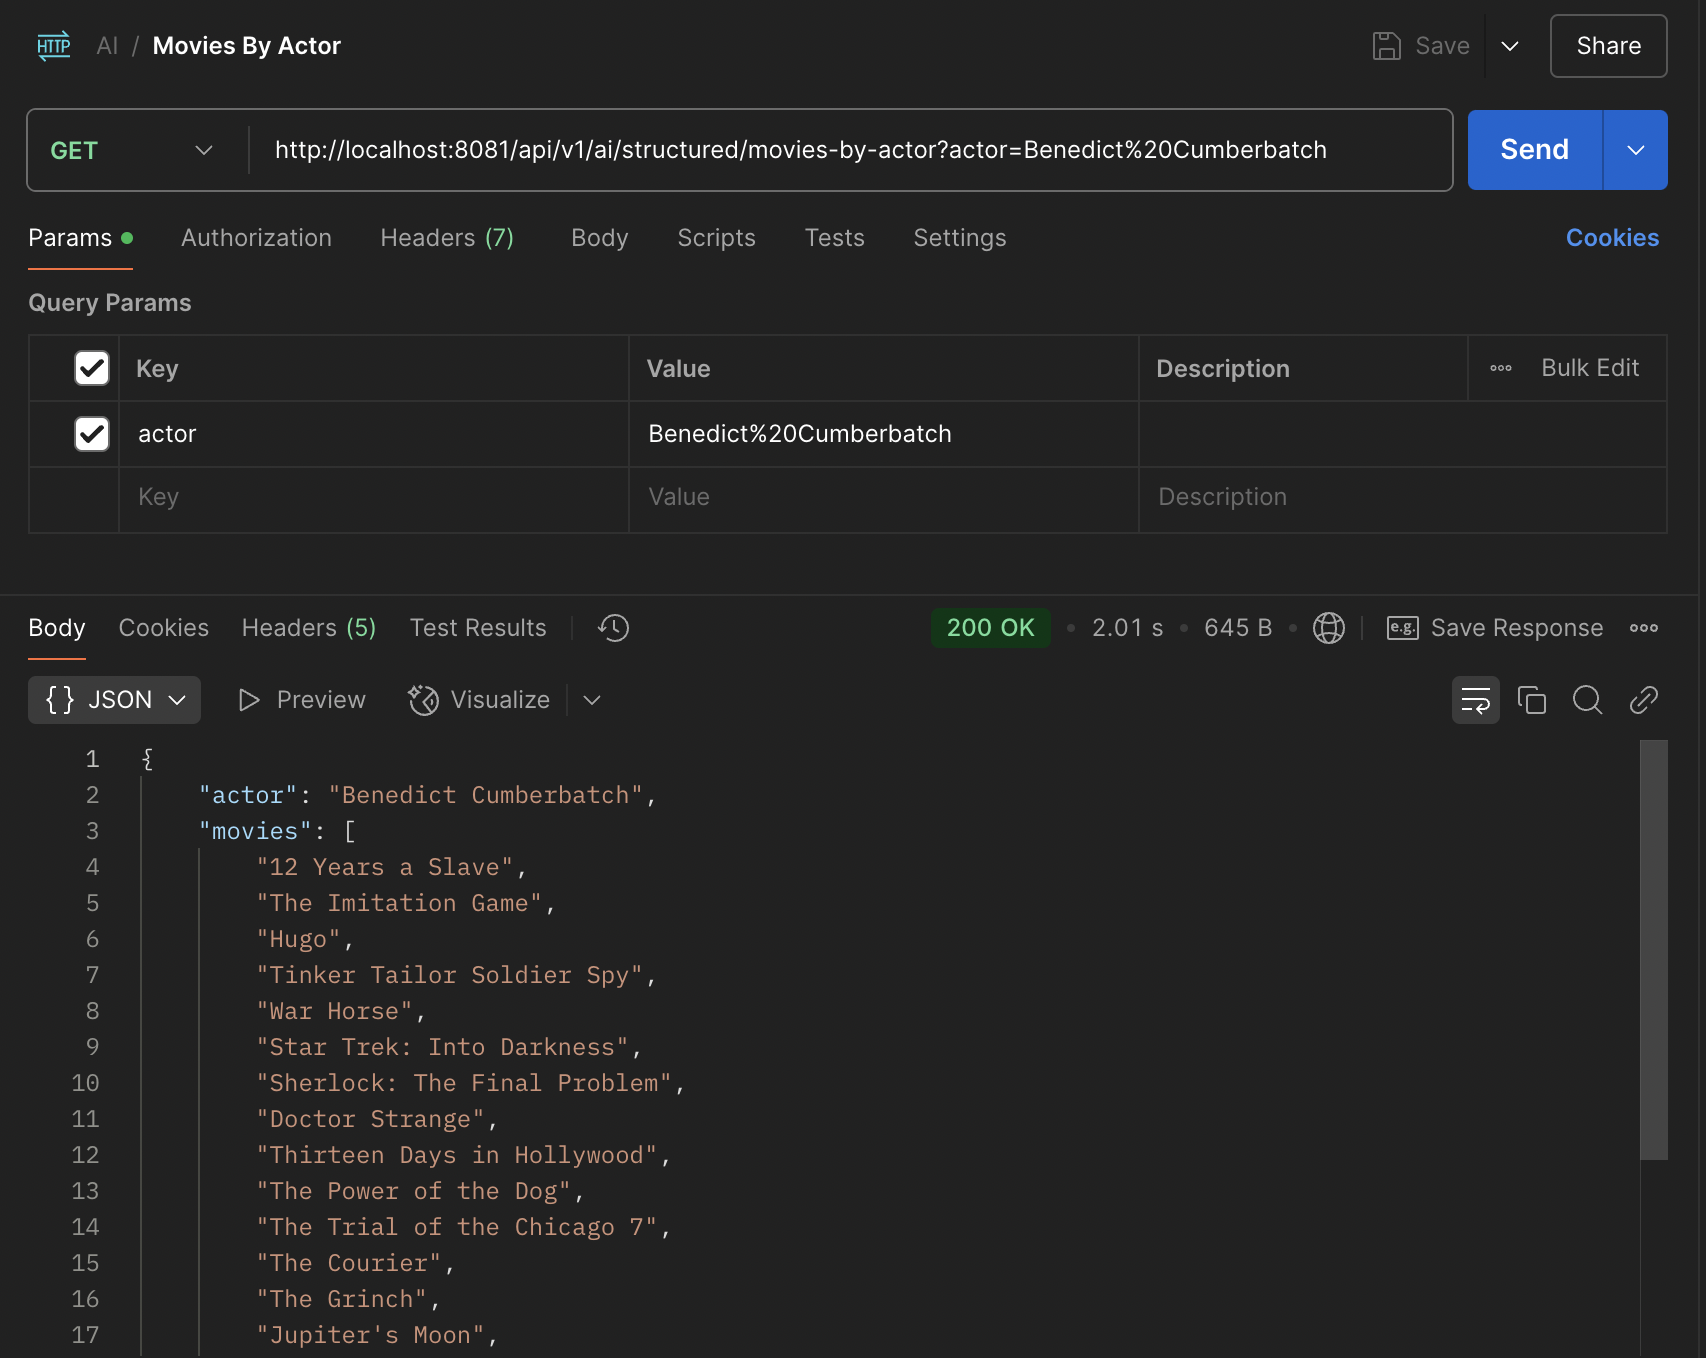 HTTP AI / Movies By Actor Save Share
GET http://localhost:8081/api/v1/ai/structured/movies-by-actor?actor=Benedict%20Cumberbatch Send
Params Authorization Headers (7) Body Scripts Tests Settings Cookies
Query Params
Key Value Description Bulk Edit
actor Benedict%20Cumberbatch
Key Value Description
Body Cookies Headers (5) Test Results 200 OK • 2.01 s • 645 B • e.g. Save Response
{} JSON Preview Visualize
1 {
2 "actor": "Benedict Cumberbatch",
3 "movies": [
4 "12 Years a Slave",
5 "The Imitation Game",
6 "Hugo",
7 "Tinker Tailor Soldier Spy",
8 "War Horse",
9 "Star Trek: Into Darkness",
10 "Sherlock: The Final Problem",
11 "Doctor Strange",
12 "Thirteen Days in Hollywood",
13 "The Power of the Dog",
14 "The Trial of the Chicago 7",
15 "The Courier",
16 "The Grinch",
17 "Jupiter's Moon",